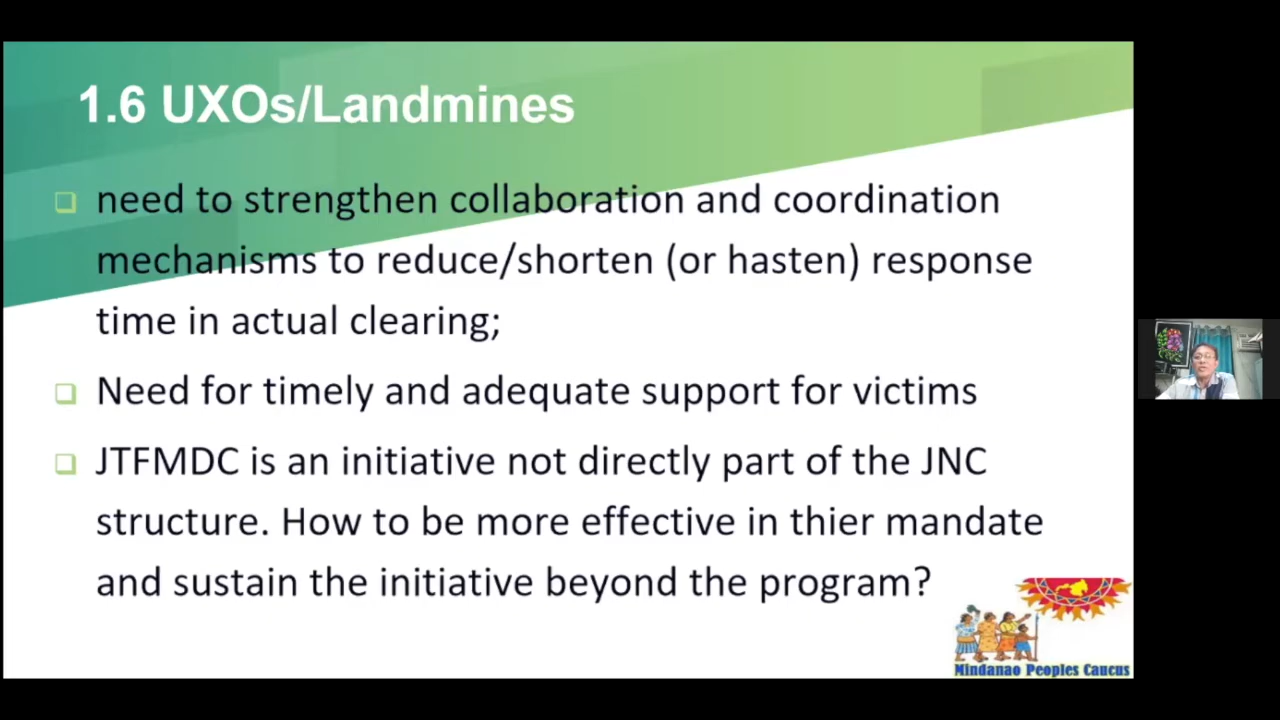 1.6 UXOs/Landmines
need to strengthen collaboration and coordination
mechanisms to reduce/shorten (or hasten) response
time in actual clearing;
Need for timely and adequate support for victims
JTFMDC is an initiative not directly part of the JNC
structure. How to be more effective in thier mandate
and sustain the initiative beyond the program?
Mindanao Peoples Caucus